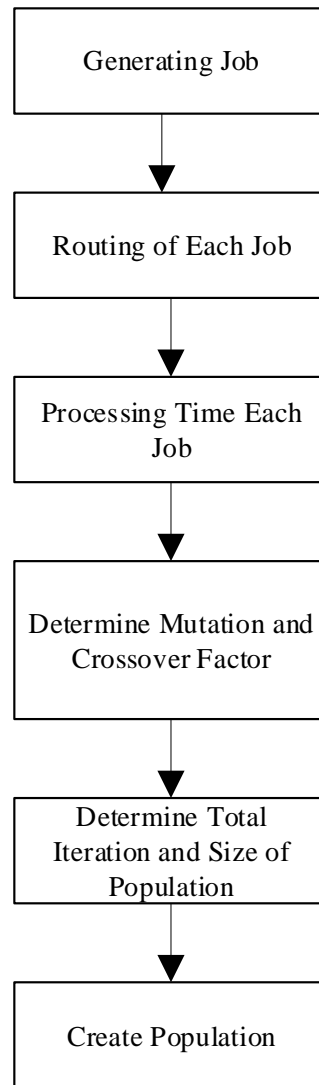 Generating Job
Routing of Each Job
Processing Time Each
Job
Determine Mutation and
Crossover Factor
Determine Total
Iteration and Size of
Population
Create Population